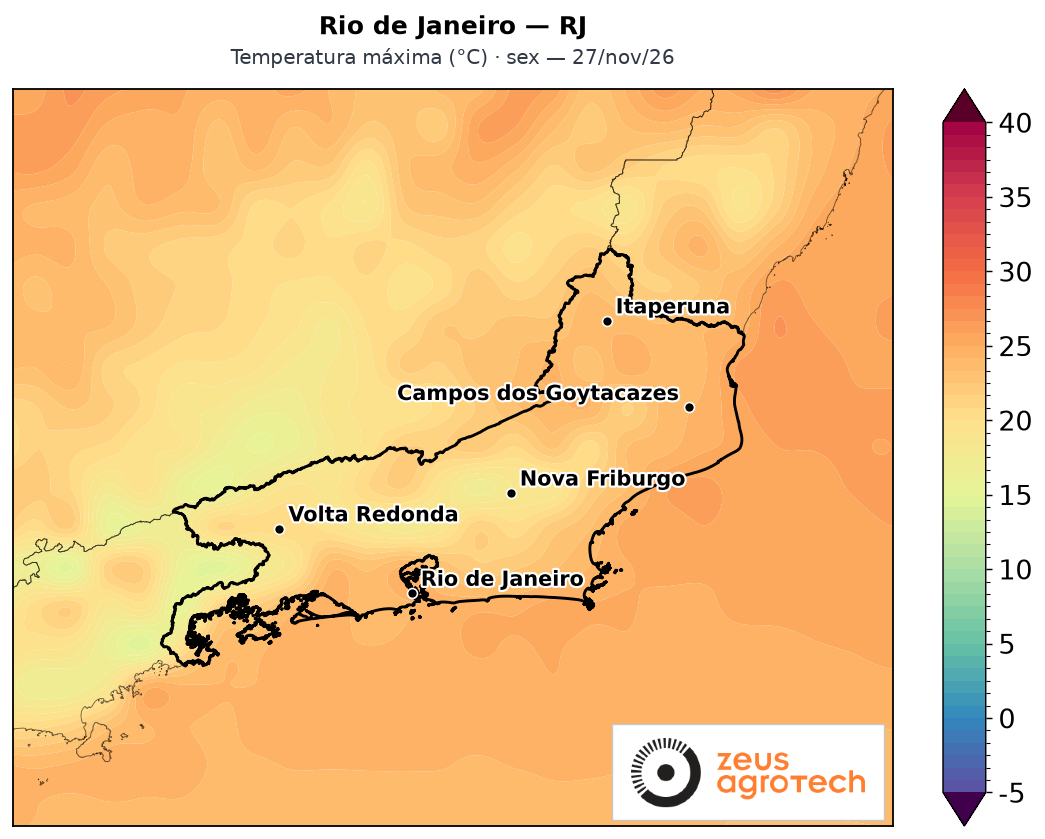 Rio de Janeiro — RJ
Temperatura máxima (°C) · sex — 27/nov/26
Itaperuna
Campos dos Goytacazes
Nova Friburgo
Volta Redonda
Rio de Janeiro
40
35
30
25
20
15
10
5
0
-5
zeus
agrotech